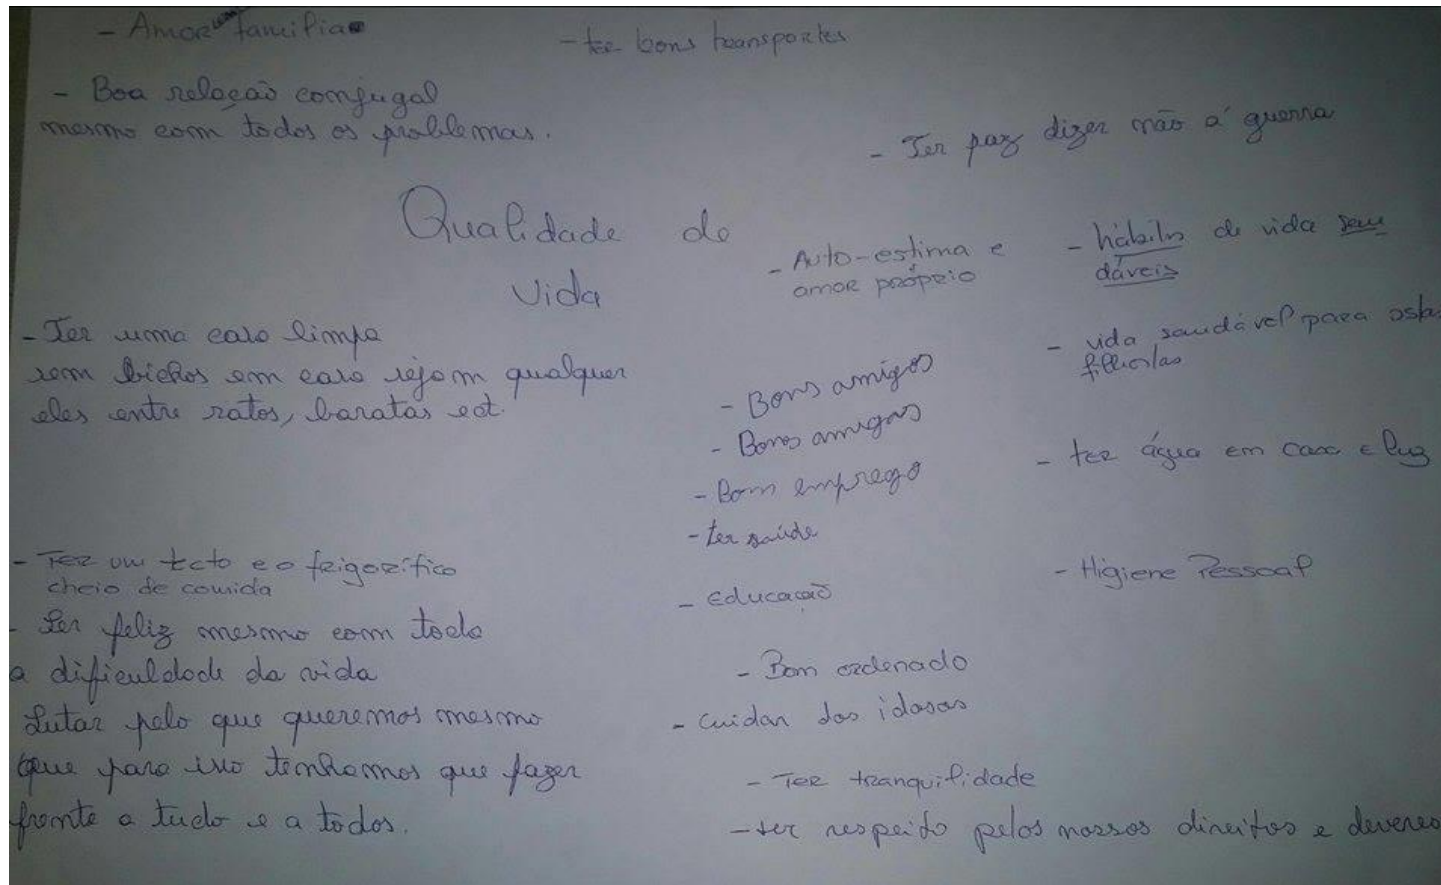 - Amor família
- ter bons transportes
- Boa relação conjugal
mesmo com todos os problemas.
- Ter paz dizer não a' guerra
Qualidade de
Vida
- Auto-estima e
amor próprio
- hábitos de vida sau
dáveis
- Ter uma casa limpa
sem bichos em casa sejam qualquer
eles entre ratos, baratas ect.
- vida saudável para os/as
filhos/as
- Bons amigos
- Bons amigas
- Bom emprego
- ter saúde
- ter água em casa e luz
- Ter um tecto e o frigorífico
cheio de comida
- Educação
- Higiene Pessoal
- Ser feliz mesmo com toda
a dificuldade da vida
Lutar pelo que queremos mesmo
que para isso tenhamos que fazer
frente a tudo e a todos.
- Bom ordenado
- Cuidar dos idosos
- Ter tranquilidade
- ter respeito pelos nossos direitos e deveres